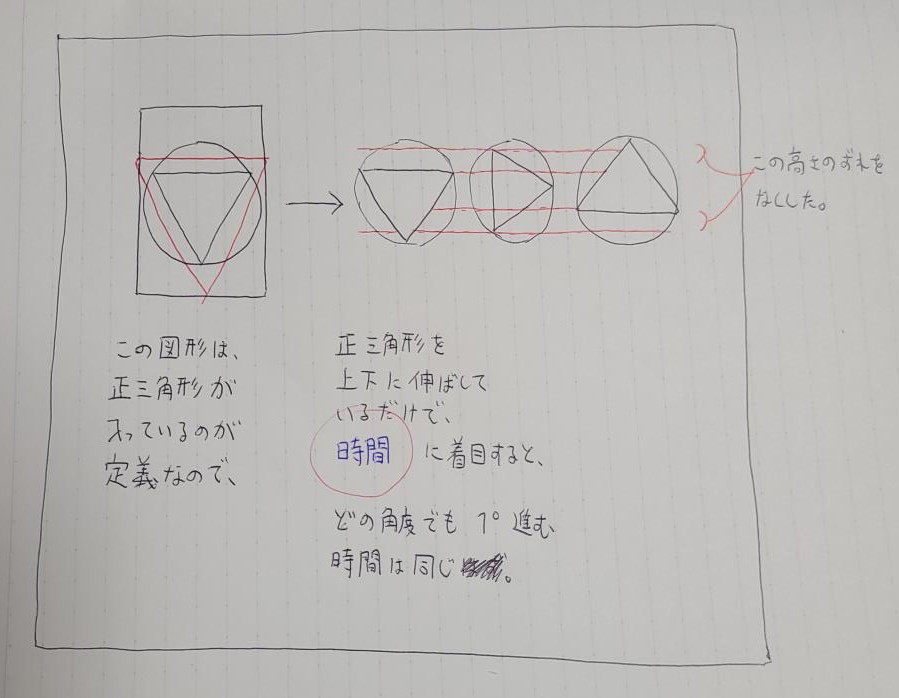 この高さのずれを
なくした。
この図形は、
正三角形が
入っているのが
定義なので、
正三角形を
上下に伸ばして
いるだけで、
時間に着目すると、
どの角度でも 1° 進む
時間は同じ。